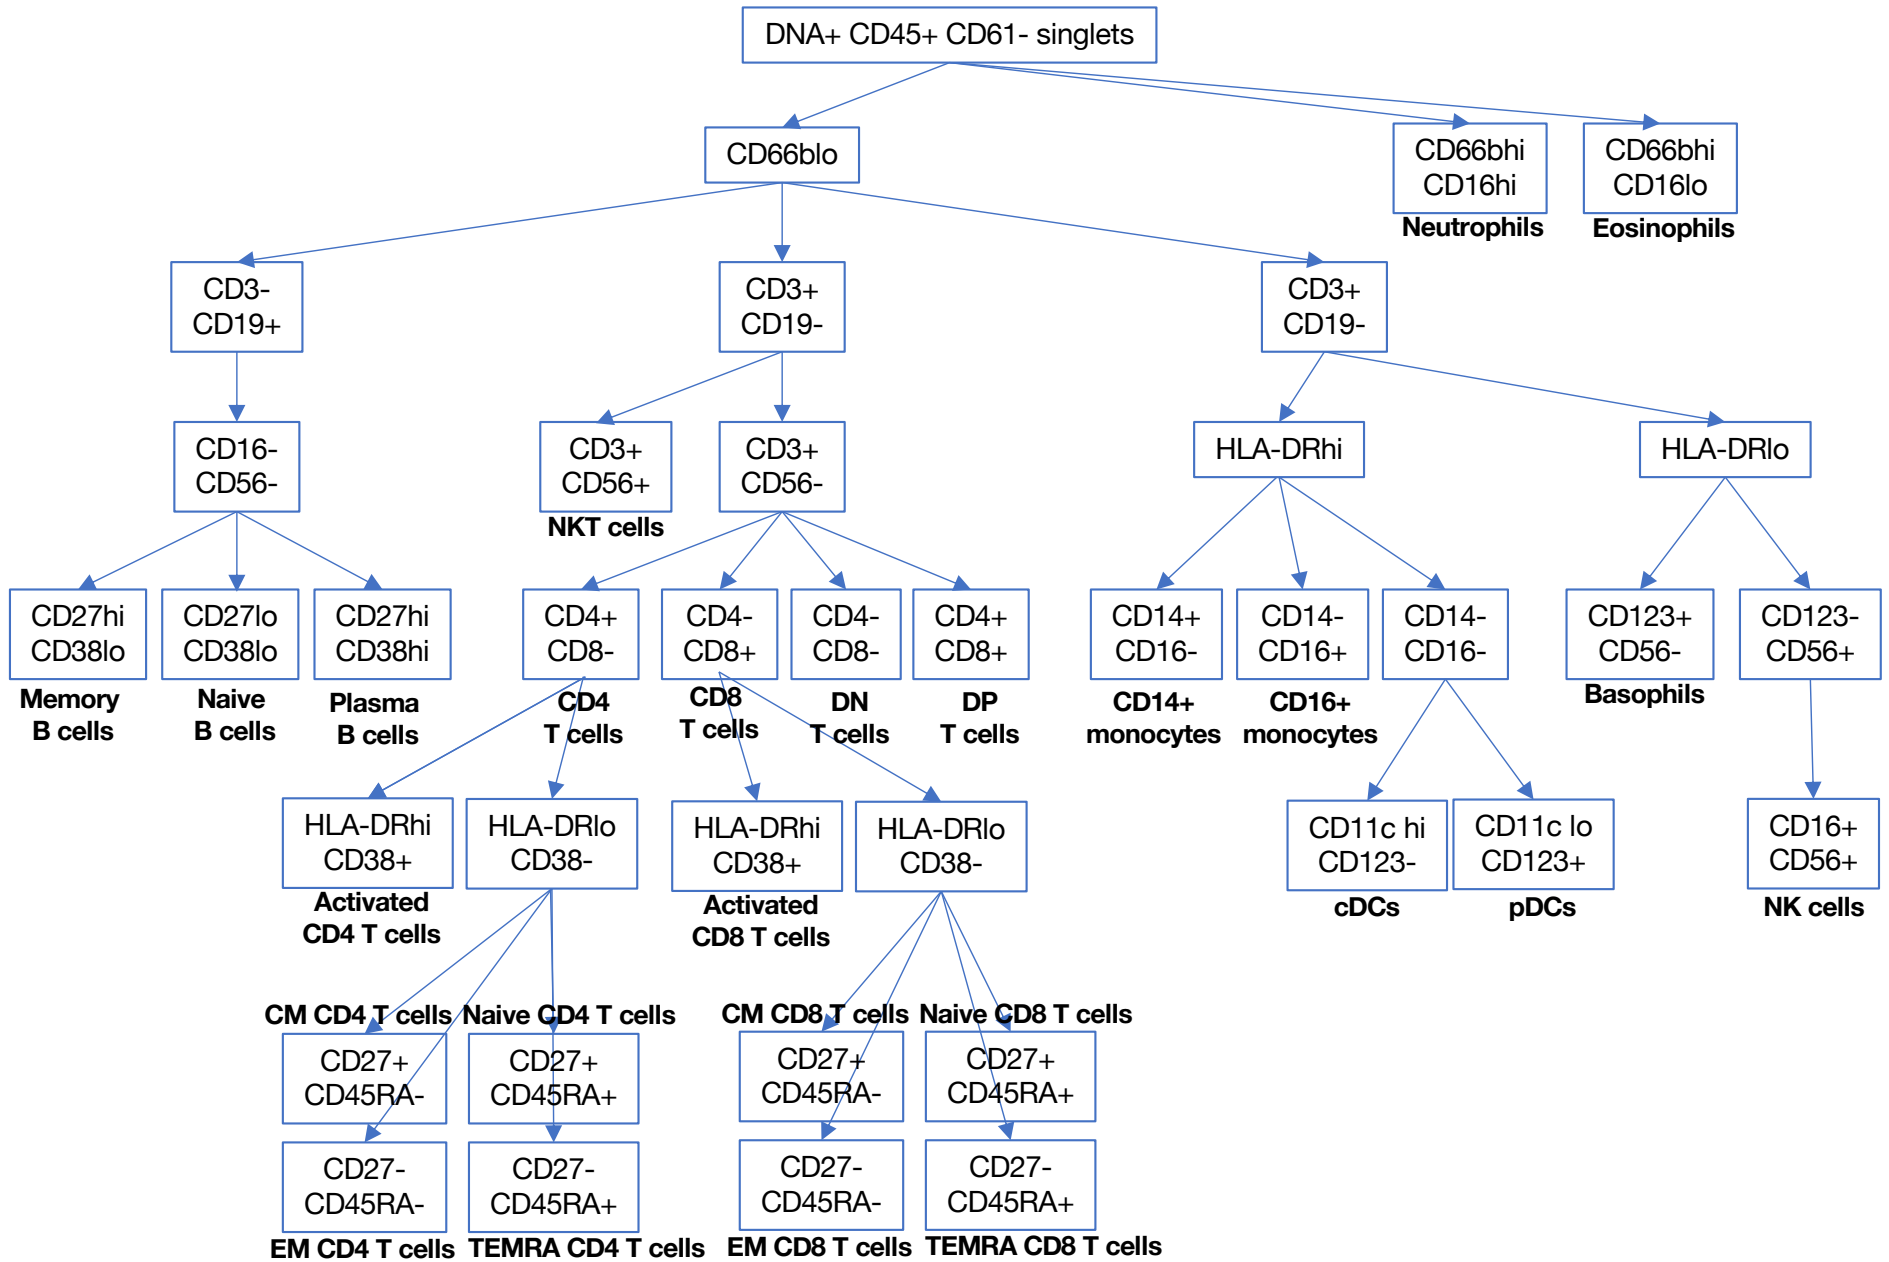 DNA+ CD45+ CD61- singlets
CD66blo
CD66bhi
CD16hi
Neutrophils
CD66bhi
CD16lo
Eosinophils
CD3-
CD19+
CD3+
CD19-
CD3+
CD19-
CD16-
CD56-
CD3+
CD56+
NKT cells
CD3+
CD56-
HLA-DRhi
HLA-DRlo
CD27hi
CD38lo
Memory
B cells
CD27lo
CD38lo
Naive
B cells
CD27hi
CD38hi
Plasma
B cells
CD4+
CD8-
CD4
T cells
CD4-
CD8+
CD8
T cells
CD4-
CD8-
DN
T cells
CD4+
CD8+
DP
T cells
CD14+
CD16-
CD14+
monocytes
CD14-
CD16+
CD16+
monocytes
CD14-
CD16-
CD123+
CD56-
Basophils
CD123-
CD56+
HLA-DRhi
CD38+
Activated
CD4 T cells
HLA-DRlo
CD38-
HLA-DRhi
CD38+
Activated
CD8 T cells
HLA-DRlo
CD38-
CD11c hi
CD123-
cDCs
CD11c lo
CD123+
pDCs
CD16+
CD56+
NK cells
CM CD4 T cells
CD27+
CD45RA-
Naive CD4 T cells
CD27+
CD45RA+
CM CD8 T cells
CD27+
CD45RA-
Naive CD8 T cells
CD27+
CD45RA+
CD27-
CD45RA-
EM CD4 T cells
CD27-
CD45RA+
TEMRA CD4 T cells
CD27-
CD45RA-
EM CD8 T cells
CD27-
CD45RA+
TEMRA CD8 T cells